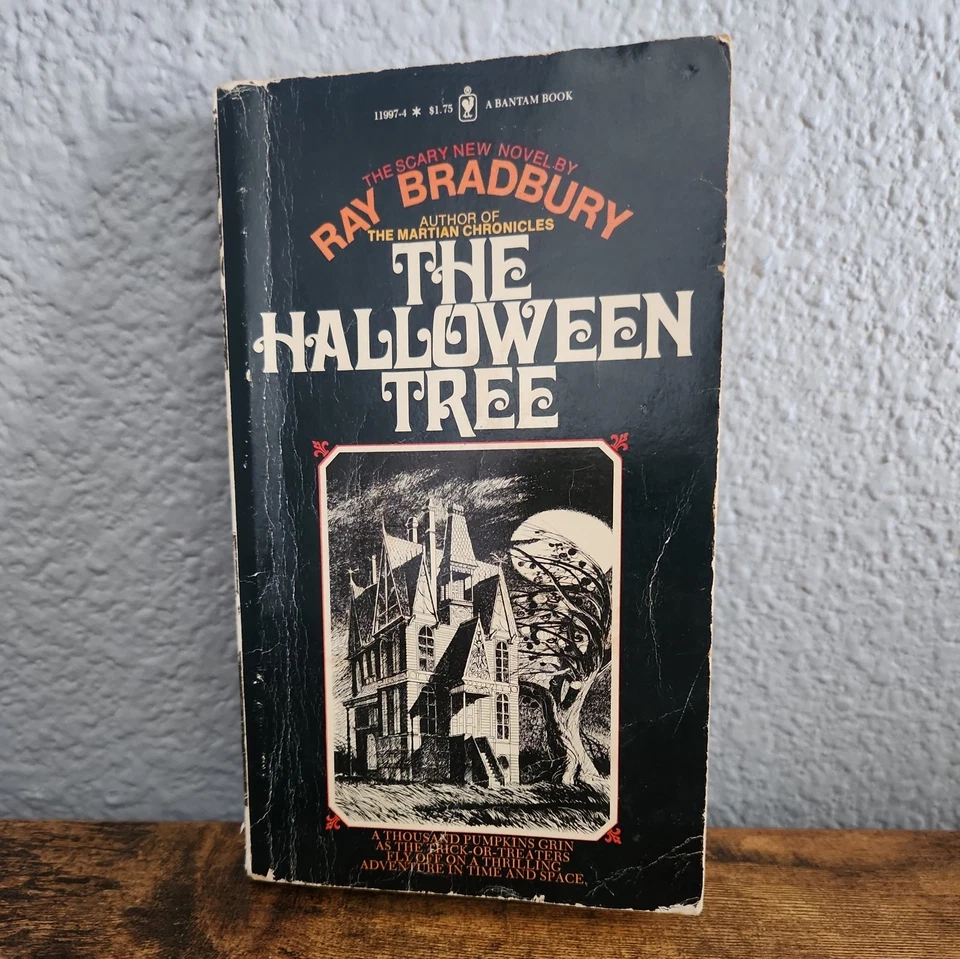 11997-4 * $1.75 A BANTAM BOOK
THE SCARY NEW NOVEL BY
RAY BRADBURY
AUTHOR OF
THE MARTIAN CHRONICLES
THE
HALLOWEEN
TREE
A THOUSAND PUMPKINS GRIN
AS THE TRICK-OR-TREATERS
FLY OFF ON A THRILLING
ADVENTURE IN TIME AND SPACE,